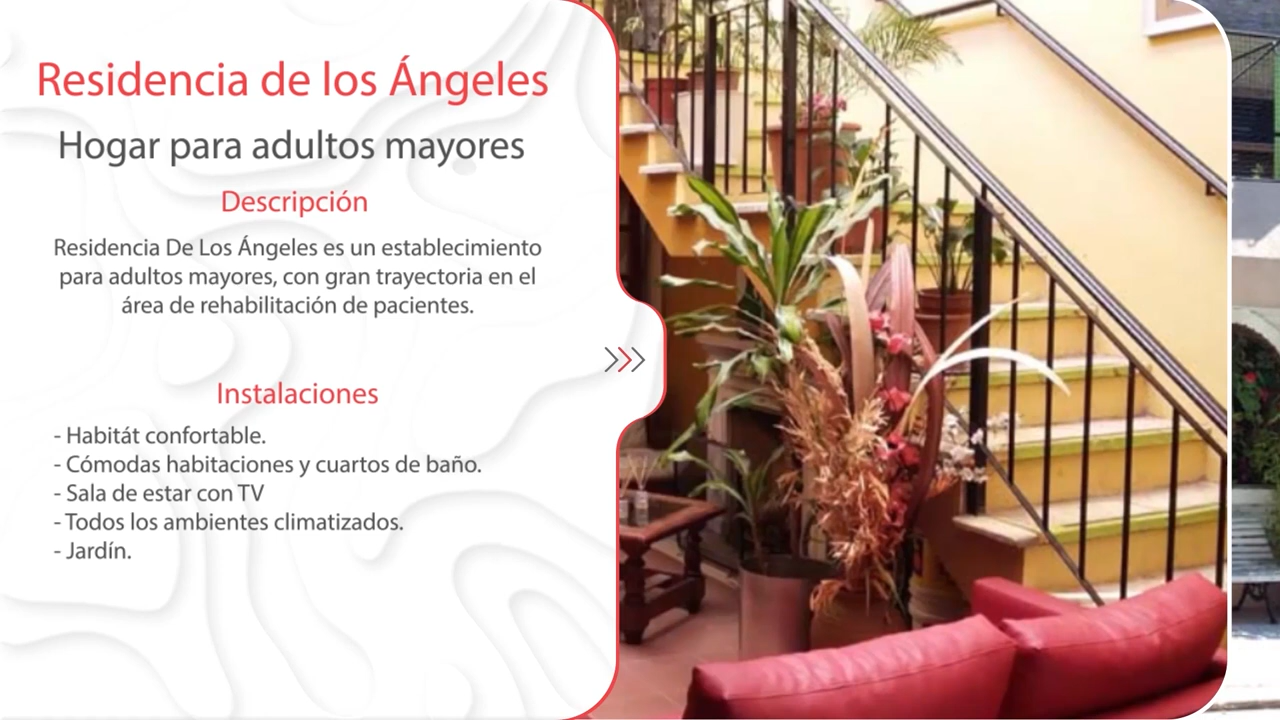 Residencia de los Ángeles
Hogar para adultos mayores
Descripción
Residencia De Los Ángeles es un establecimiento
para adultos mayores, con gran trayectoria en el
área de rehabilitación de pacientes.
Instalaciones
- Habitát confortable.
- Cómodas habitaciones y cuartos de baño.
- Sala de estar con TV
- Todos los ambientes climatizados.
- Jardín.